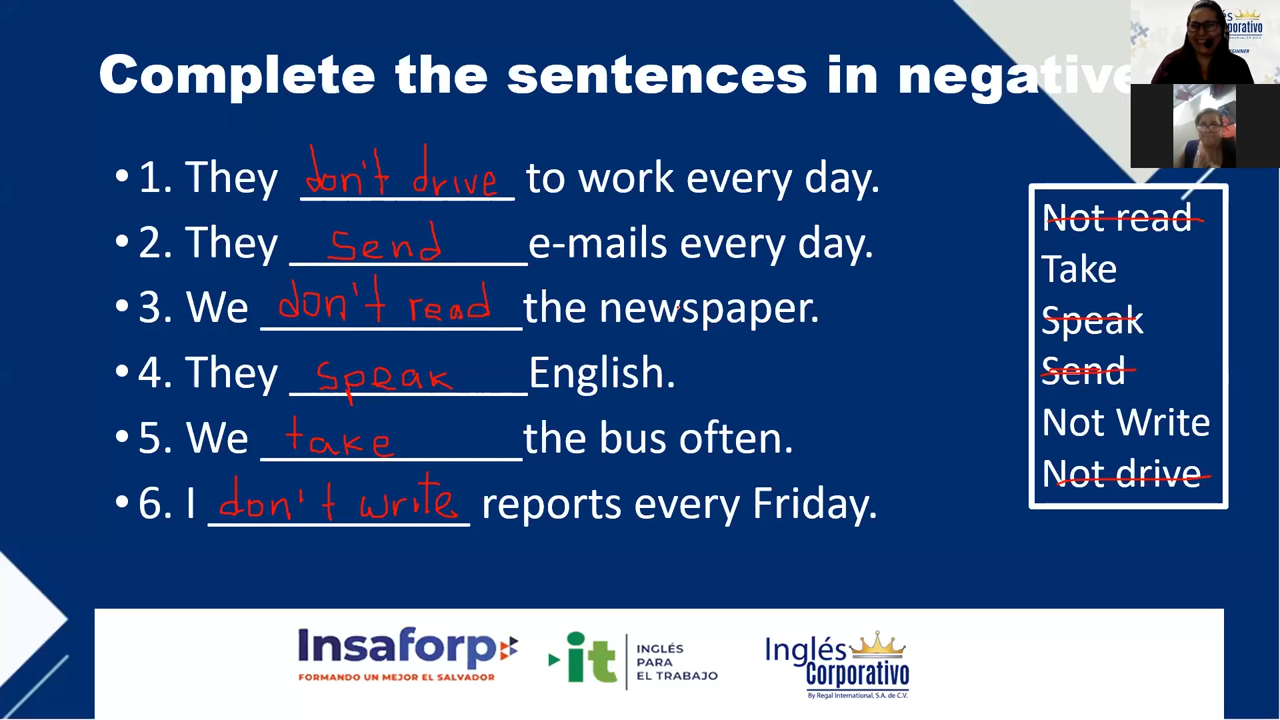 Complete the sentences in negative
• 1. They don't drive to work every day.
• 2. They send e-mails every day.
• 3. We don't read the newspaper.
• 4. They speak English.
• 5. We take the bus often.
• 6. I don't write reports every Friday.
Not read
Take
Speak
Send
Not Write
Not drive
Insaforp
FORMANDO UN MEJOR EL SALVADOR
it
INGLÉS
PARA
EL TRABAJO
Inglés
Corporativo
By Regal International, S.A. de C.V.